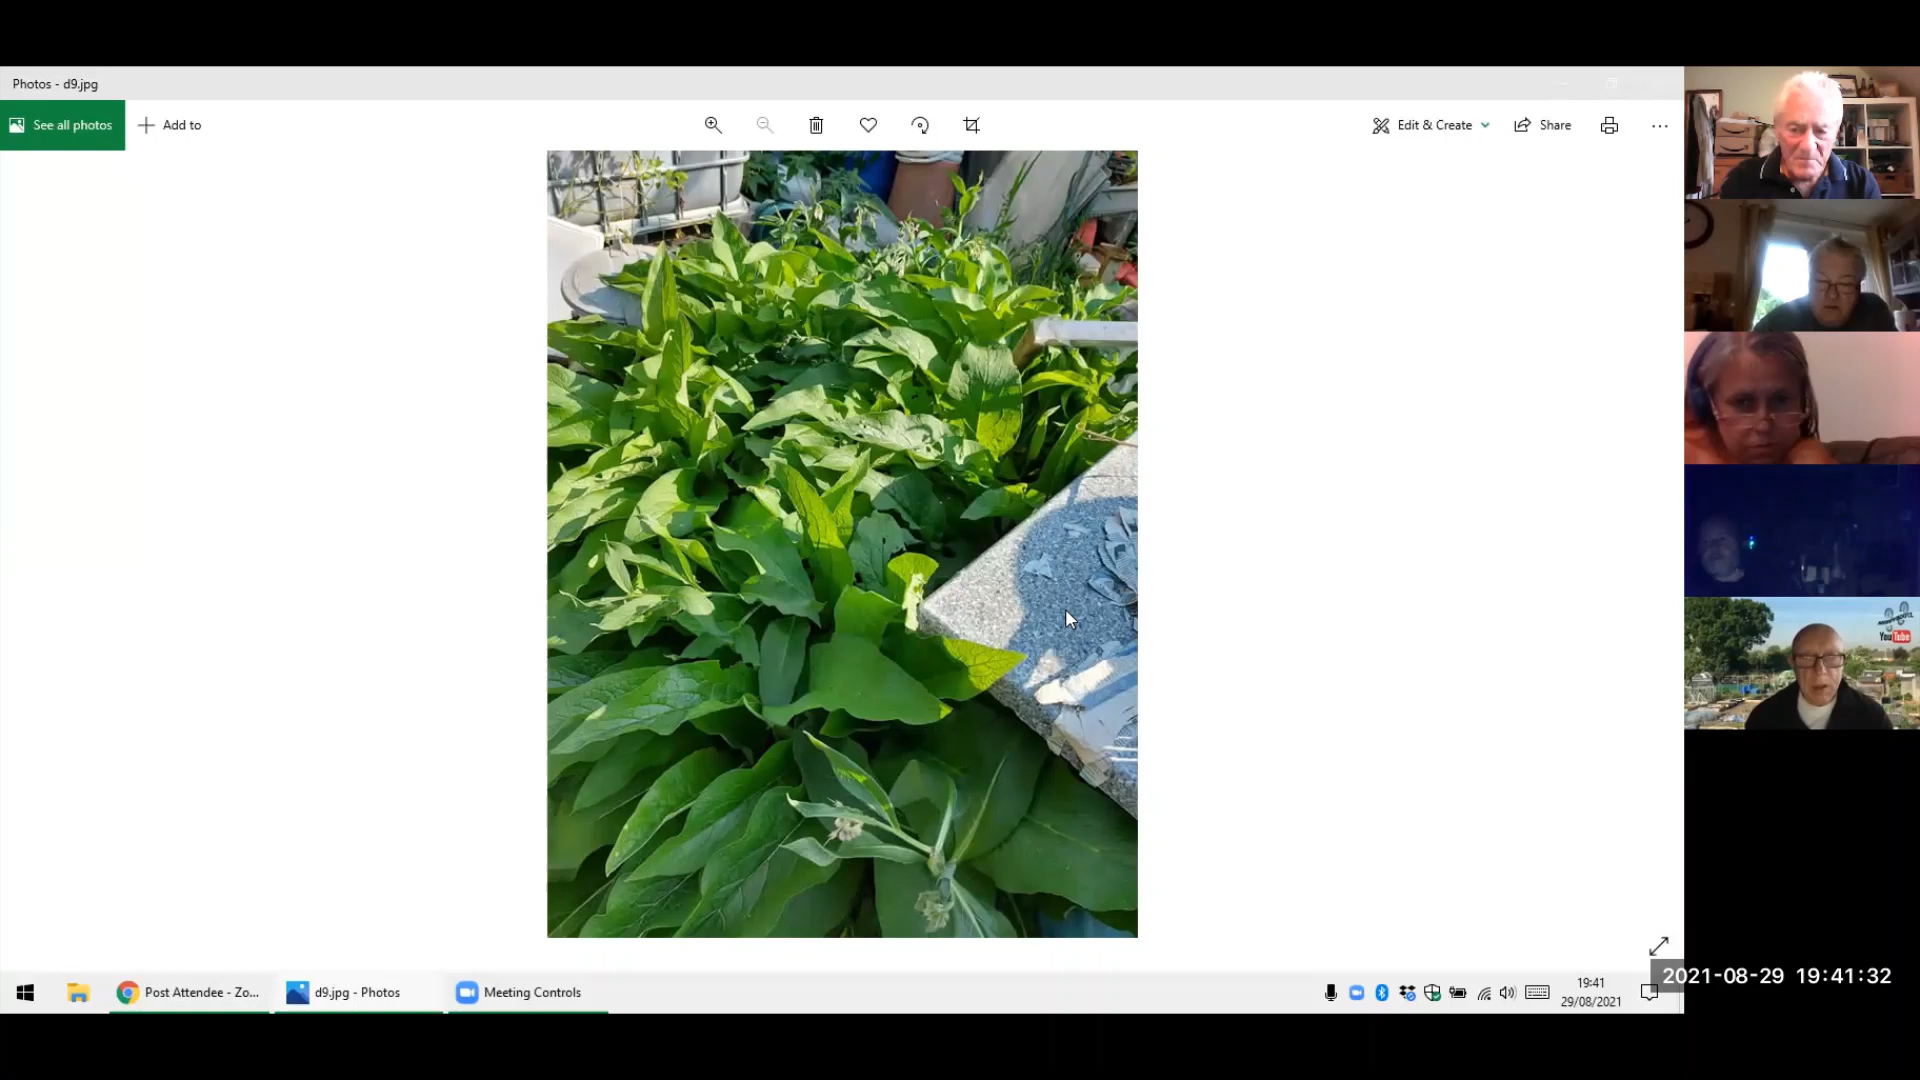 Photos - d9.jpg
See all photos
Add to
Edit & Create
Share
YouTube
Post Attendee - Zo...
d9.jpg - Photos
Meeting Controls
19:41
29/08/2021
2021-08-29 19:41:32